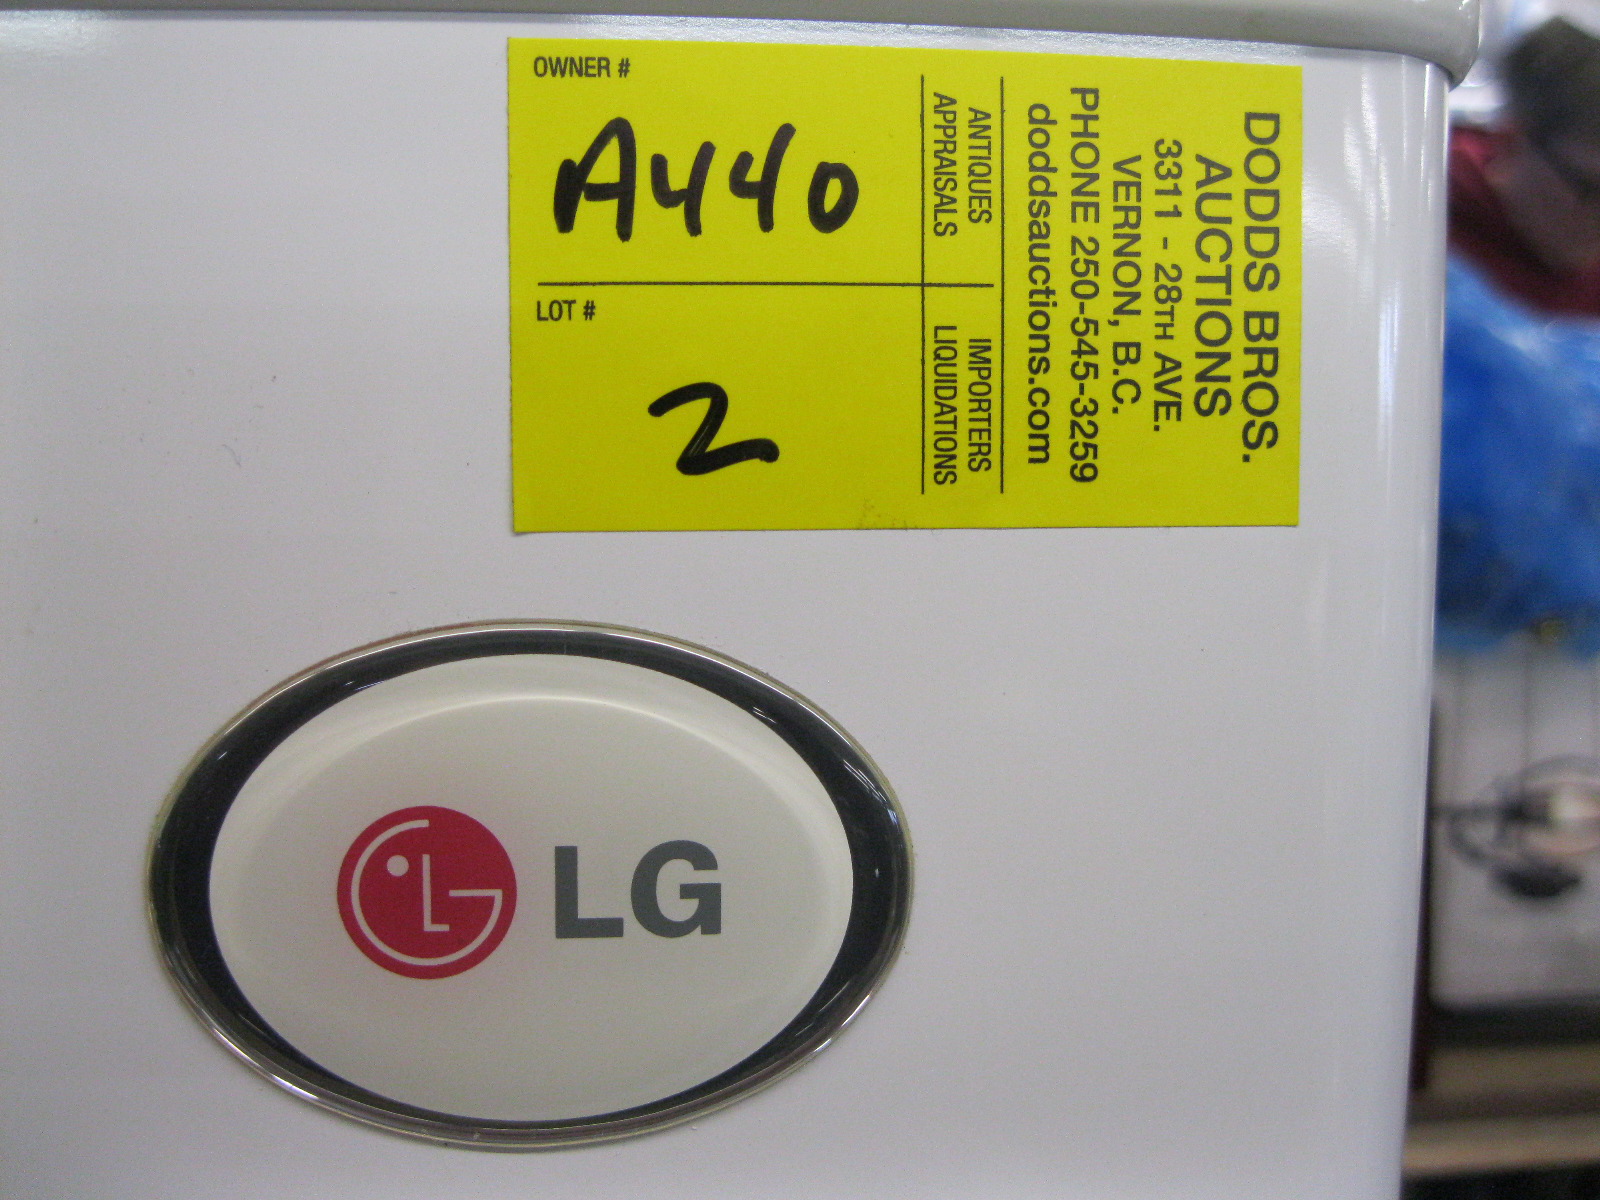 OWNER #
A440
LOT #
2
ANTIQUES
APPRAISALS
IMPORTERS
LIQUIDATIONS
DODDS BROS.
AUCTIONS
3311 - 28TH AVE.
VERNON, B.C.
PHONE 250-545-3259
doddsauctions.com
LG